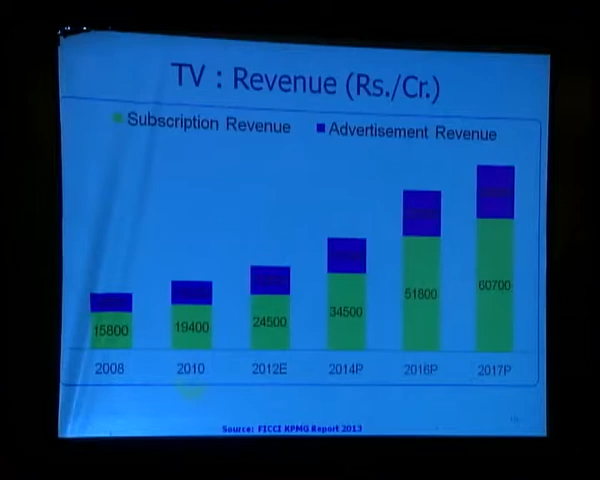 TV : Revenue (Rs./Cr.)
Subscription Revenue Advertisement Revenue
15800 19400 24500 34500 51800 60700
2008 2010 2012E 2014P 2016P 2017P
Source: FICCI KPMG Report 2013